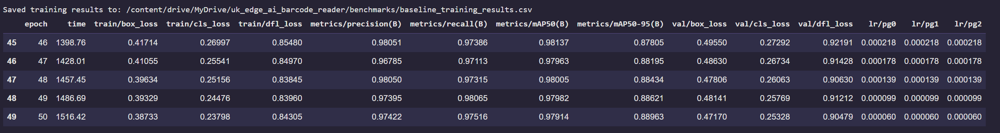 Saved training results to: /content/drive/MyDrive/uk_edge_ai_barcode_reader/benchmarks/baseline_training_results.csv
epoch time train/box_loss train/cls_loss train/dfl_loss metrics/precision(B) metrics/recall(B) metrics/mAP50(B) metrics/mAP50-95(B) val/box_loss val/cls_loss val/dfl_loss lr/pg0 lr/pg1 lr/pg2
45 46 1398.76 0.41714 0.26997 0.85480 0.98051 0.97386 0.98137 0.87805 0.49550 0.27292 0.92191 0.000218 0.000218 0.000218
46 47 1428.01 0.41055 0.25541 0.84970 0.96785 0.97113 0.97963 0.88195 0.48630 0.26734 0.91428 0.000178 0.000178 0.000178
47 48 1457.45 0.39634 0.25156 0.83845 0.98050 0.97315 0.98005 0.88434 0.47806 0.26063 0.90630 0.000139 0.000139 0.000139
48 49 1486.69 0.39329 0.24476 0.83960 0.97395 0.98065 0.97982 0.88621 0.48141 0.25769 0.91212 0.000099 0.000099 0.000099
49 50 1516.42 0.38733 0.23798 0.84305 0.97422 0.97516 0.97914 0.88963 0.47170 0.25328 0.90479 0.000060 0.000060 0.000060